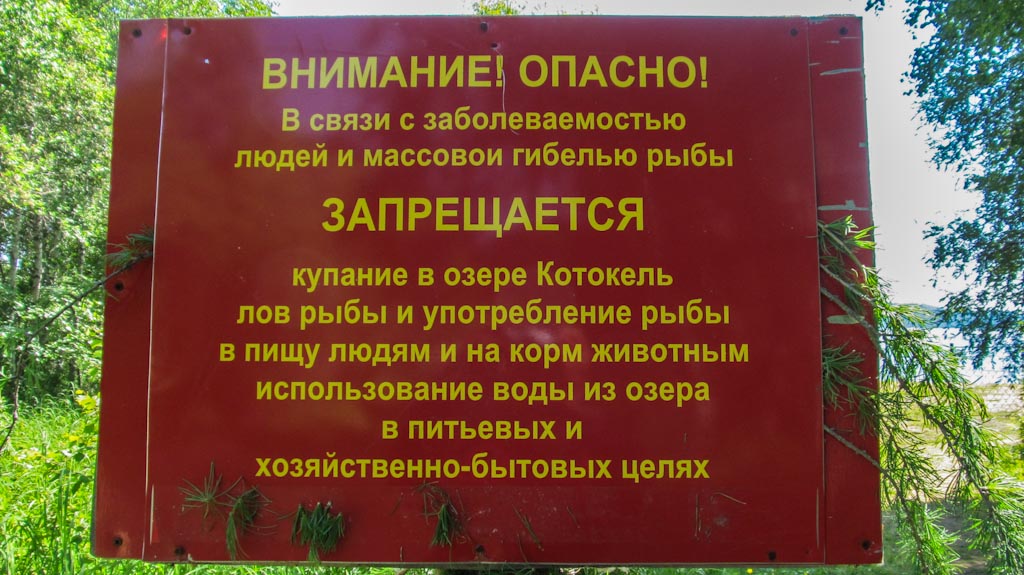 ВНИМАНИЕ! ОПАСНО!
В связи с заболеваемостью
людей и массовои гибелью рыбы
ЗАПРЕЩАЕТСЯ
купание в озере Котокель
лов рыбы и употребление рыбы
в пищу людям и на корм животным
использование воды из озера
в питьевых и
хозяйственно-бытовых целях